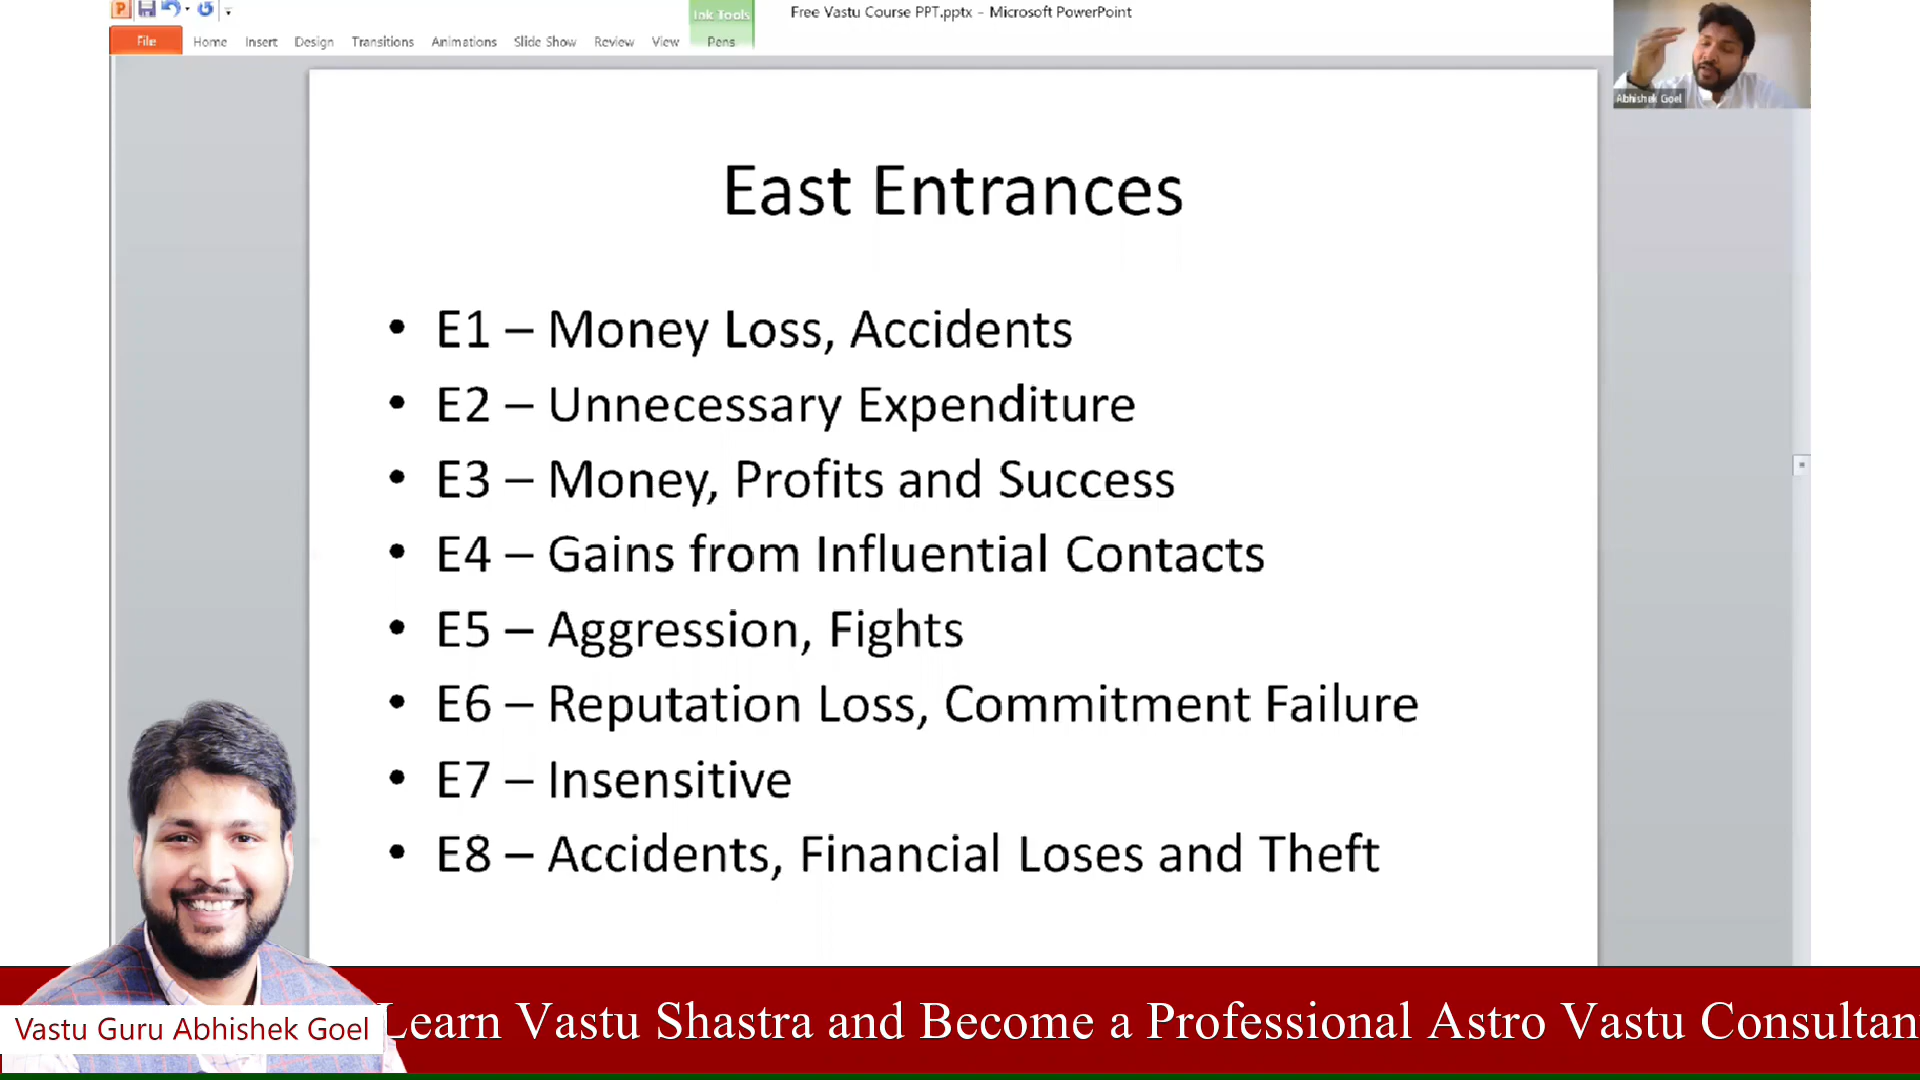 Free Vastu Course PPT.pptx - Microsoft PowerPoint
Ink Tools
File Home Insert Design Transitions Animations Slide Show Review View Pens
Abhishek Goel
East Entrances
• E1 – Money Loss, Accidents
• E2 – Unnecessary Expenditure
• E3 – Money, Profits and Success
• E4 – Gains from Influential Contacts
• E5 – Aggression, Fights
• E6 – Reputation Loss, Commitment Failure
• E7 – Insensitive
• E8 – Accidents, Financial Loses and Theft
Vastu Guru Abhishek Goel
Learn Vastu Shastra and Become a Professional Astro Vastu Consultan